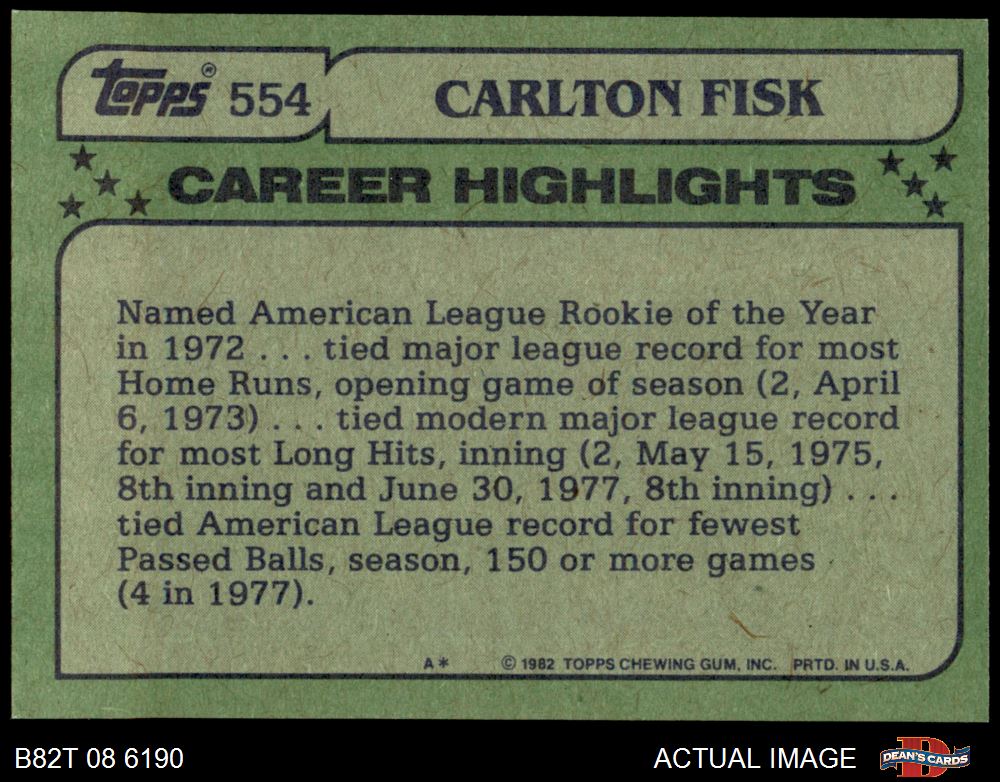 Topps® 554 CARLTON FISK
CAREER HIGHLIGHTS
Named American League Rookie of the Year
in 1972 . . . tied major league record for most
Home Runs, opening game of season (2, April
6, 1973) . . . tied modern major league record
for most Long Hits, inning (2, May 15, 1975,
8th inning and June 30, 1977, 8th inning) . . .
tied American League record for fewest
Passed Balls, season, 150 or more games
(4 in 1977).
A* © 1982 TOPPS CHEWING GUM, INC. PRTD. IN U.S.A.
B82T 08 6190 ACTUAL IMAGE DEAN'S CARDS